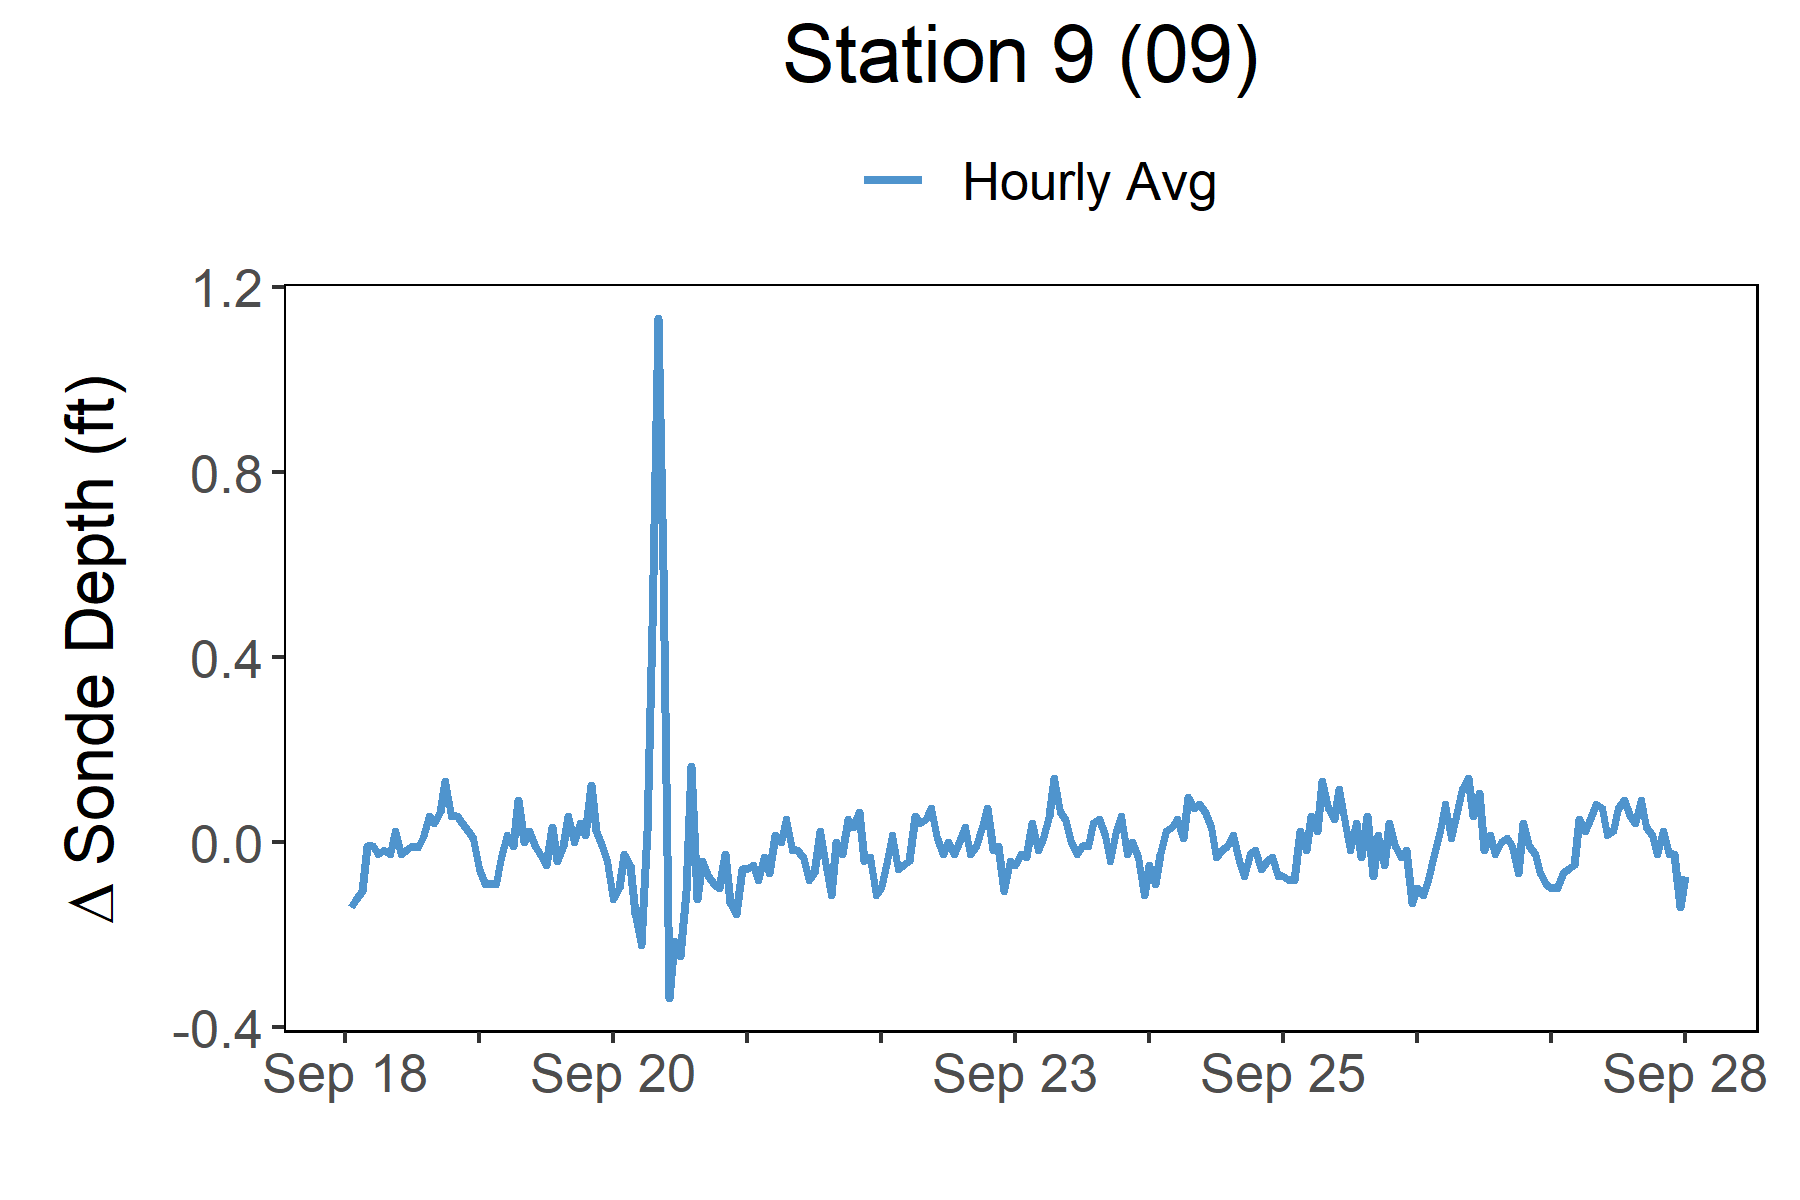 Station 9 (09)
Hourly Avg
Δ Sonde Depth (ft)
1.2
0.8
0.4
0.0
-0.4
Sep 18 Sep 20 Sep 23 Sep 25 Sep 28